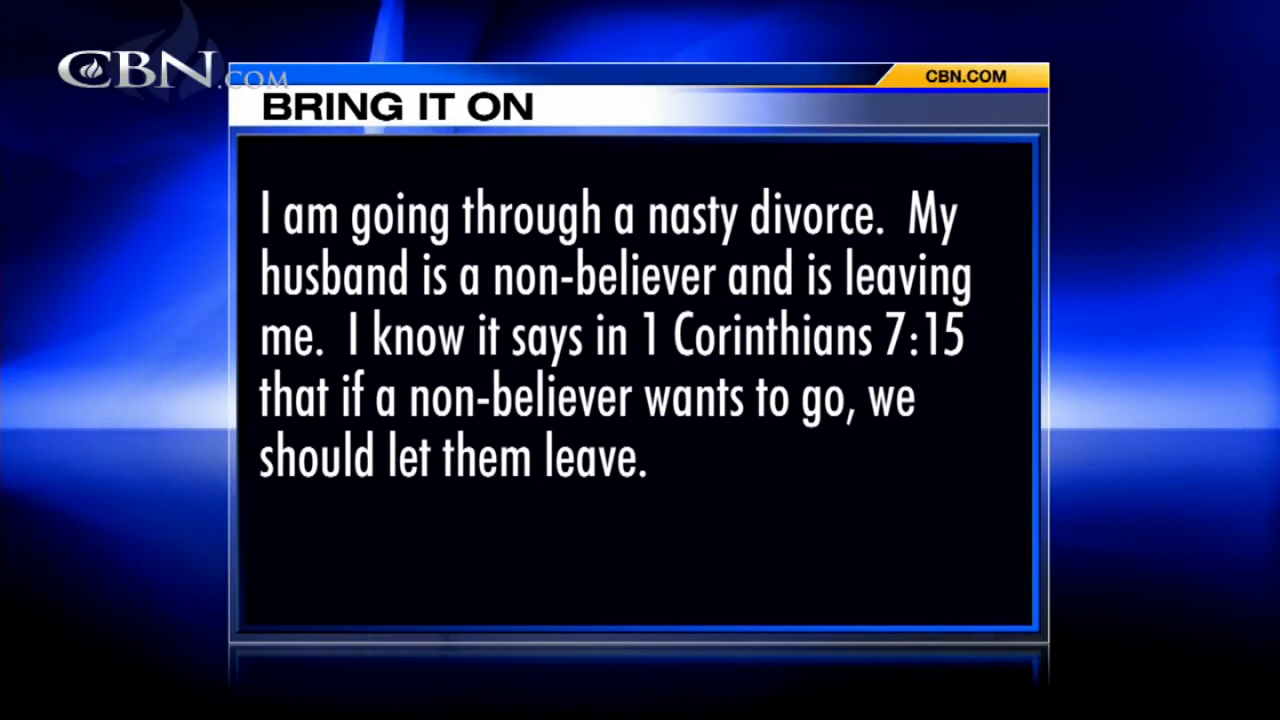 CBN.COM
CBN.COM
BRING IT ON
I am going through a nasty divorce.  My
husband is a non-believer and is leaving
me.  I know it says in 1 Corinthians 7:15
that if a non-believer wants to go, we
should let them leave.